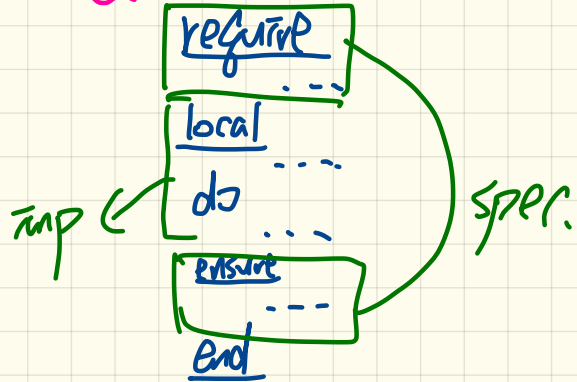 require
...
local
...
do
imp
spec.
...
ensure
...
end